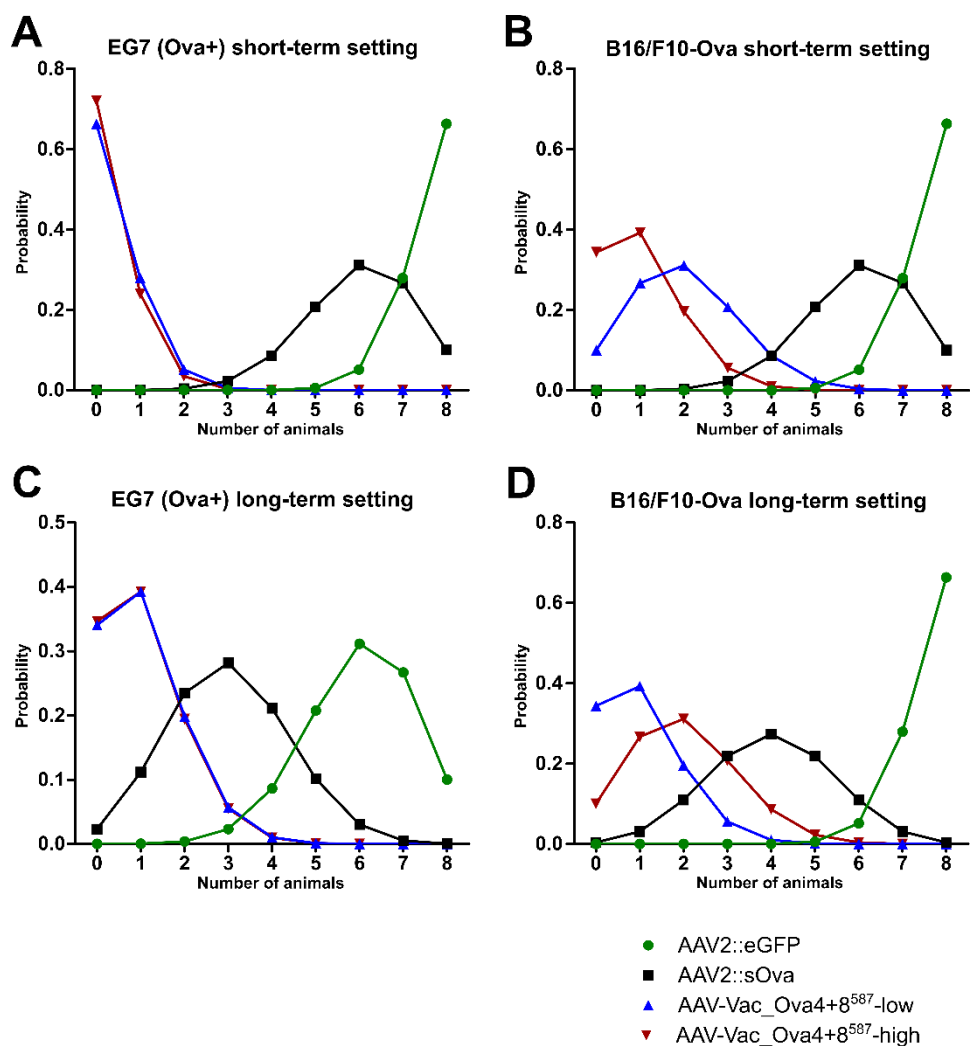 A
EG7 (Ova+) short-term setting
0.8
0.6
0.4
0.2
0.0
Probability
0 1 2 3 4 5 6 7 8
Number of animals
B
B16/F10-Ova short-term setting
0.8
0.6
0.4
0.2
0.0
Probability
0 1 2 3 4 5 6 7 8
Number of animals
C
EG7 (Ova+) long-term setting
0.5
0.4
0.3
0.2
0.1
0.0
Probability
0 1 2 3 4 5 6 7 8
Number of animals
D
B16/F10-Ova long-term setting
0.8
0.6
0.4
0.2
0.0
Probability
0 1 2 3 4 5 6 7 8
Number of animals
AAV2::eGFP
AAV2::sOva
AAV-Vac_Ova4+8⁵⁸⁷-low
AAV-Vac_Ova4+8⁵⁸⁷-high